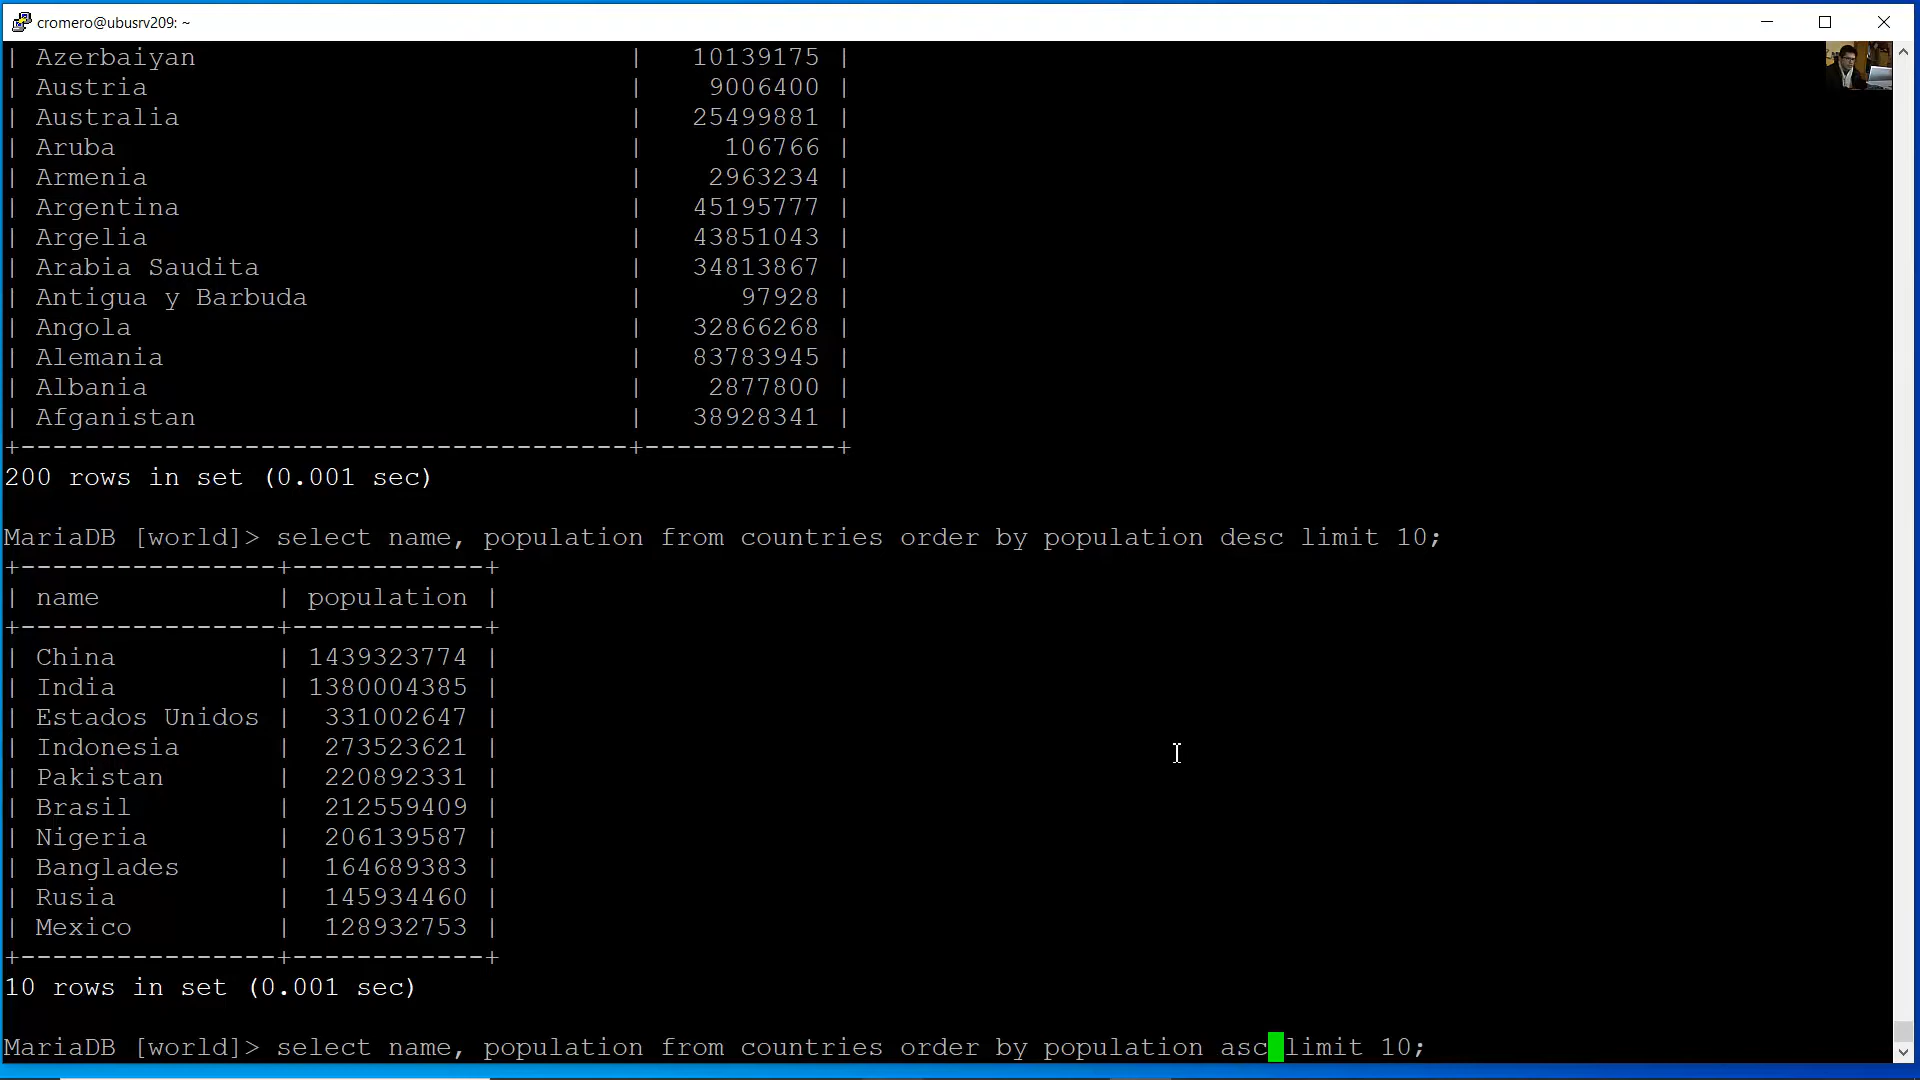 cromero@ubusrv209: ~
| Azerbaiyan | 10139175 |
| Austria | 9006400 |
| Australia | 25499881 |
| Aruba | 106766 |
| Armenia | 2963234 |
| Argentina | 45195777 |
| Argelia | 43851043 |
| Arabia Saudita | 34813867 |
| Antigua y Barbuda | 97928 |
| Angola | 32866268 |
| Alemania | 83783945 |
| Albania | 2877800 |
| Afganistan | 38928341 |
+--------------------------------------+------------+
200 rows in set (0.001 sec)
MariaDB [world]> select name, population from countries order by population desc limit 10;
+----------------+------------+
| name | population |
+----------------+------------+
| China | 1439323774 |
| India | 1380004385 |
| Estados Unidos | 331002647 |
| Indonesia | 273523621 |
| Pakistan | 220892331 |
| Brasil | 212559409 |
| Nigeria | 206139587 |
| Banglades | 164689383 |
| Rusia | 145934460 |
| Mexico | 128932753 |
+----------------+------------+
10 rows in set (0.001 sec)
MariaDB [world]> select name, population from countries order by population asc limit 10;